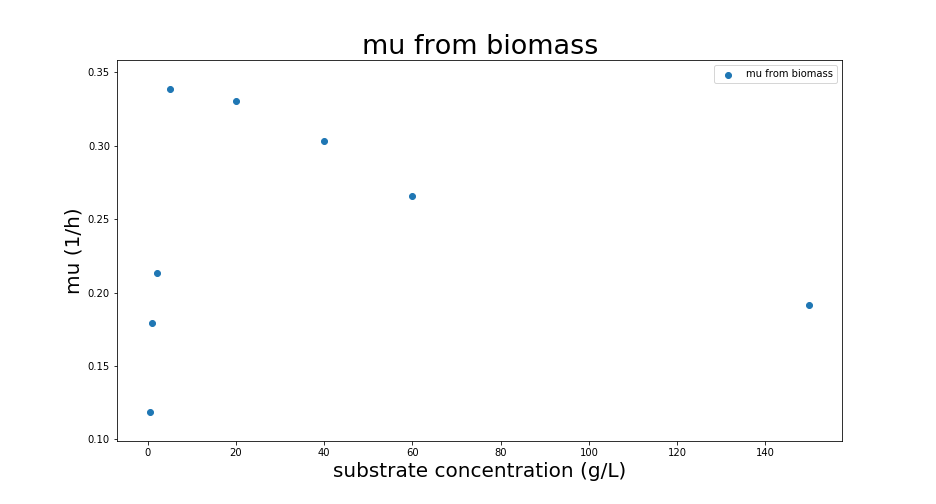 mu from biomass
mu from biomass
0.35
0.30
0.25
0.20
0.15
0.10
mu (1/h)
0 20 40 60 80 100 120 140
substrate concentration (g/L)